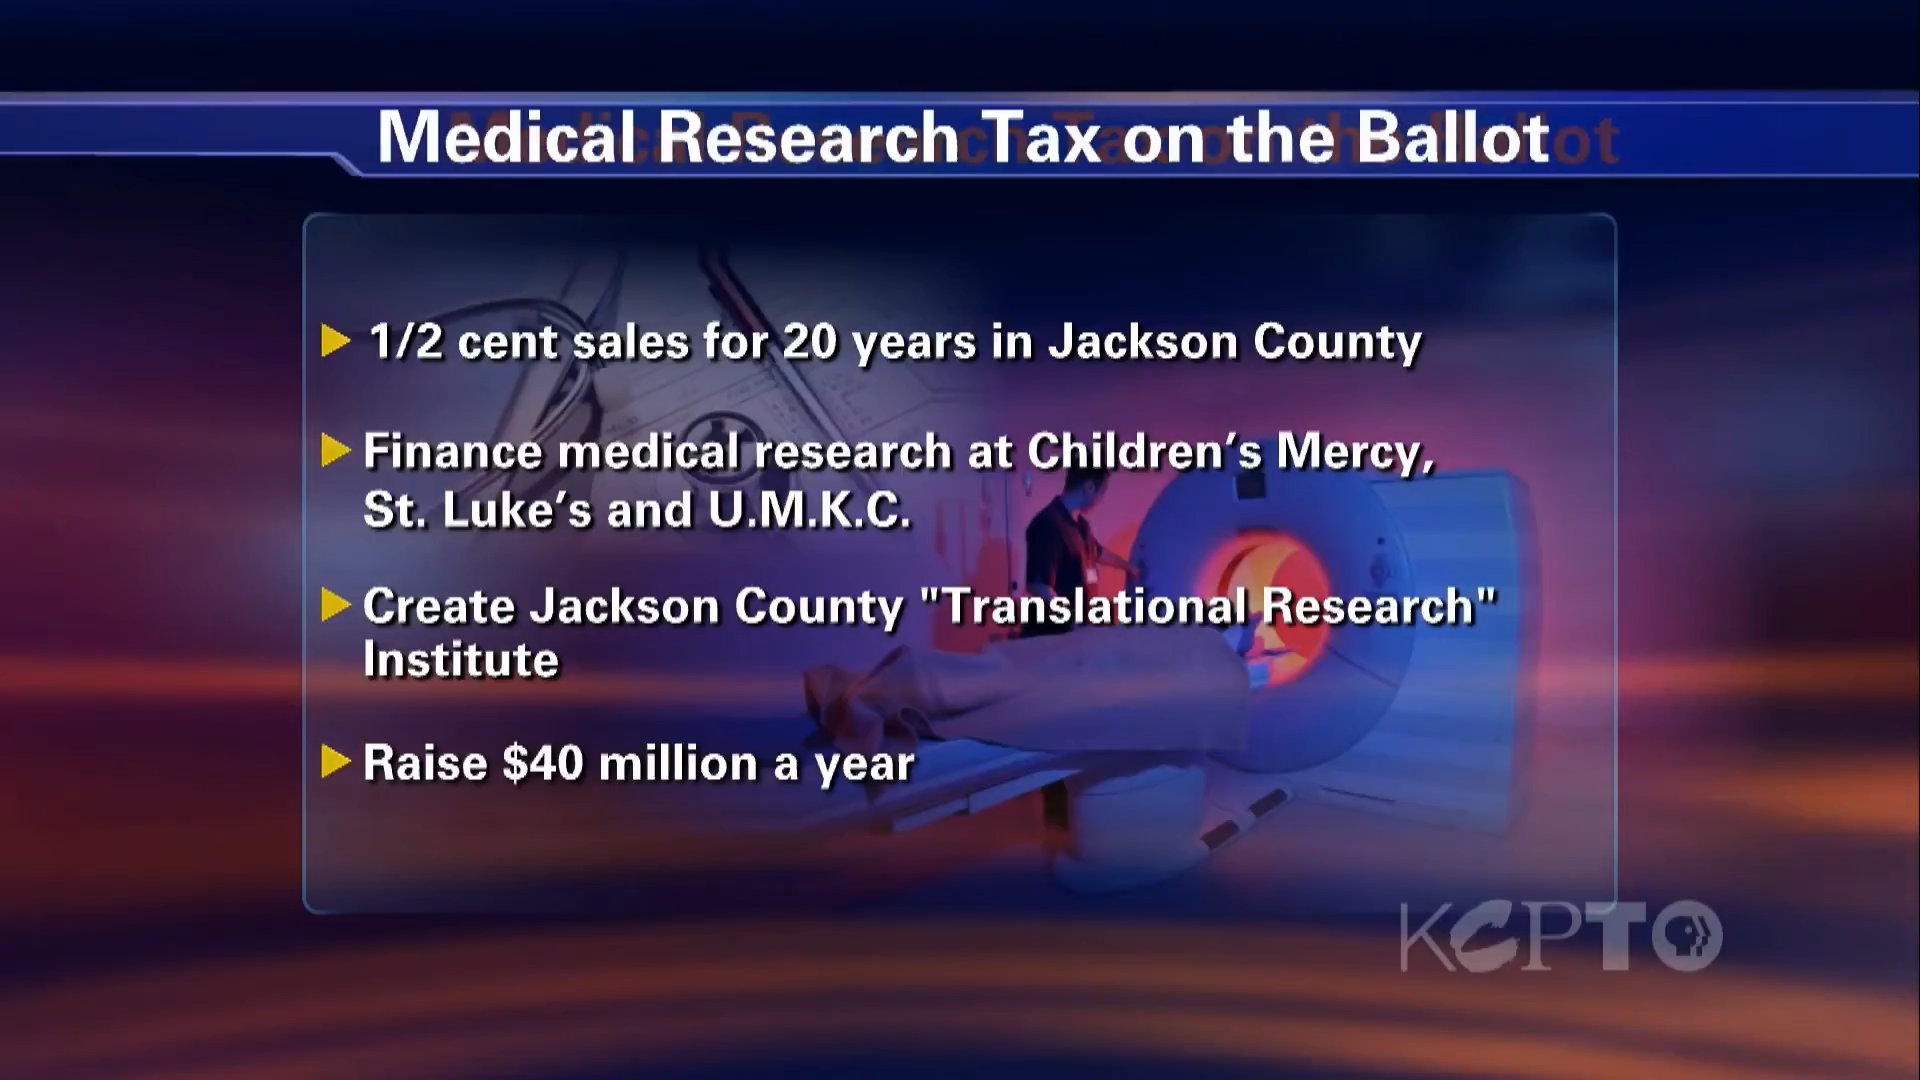 Medical Research Tax on the Ballot
1/2 cent sales for 20 years in Jackson County
Finance medical research at Children's Mercy,
St. Luke's and U.M.K.C.
Create Jackson County "Translational Research"
Institute
Raise $40 million a year
KCPT